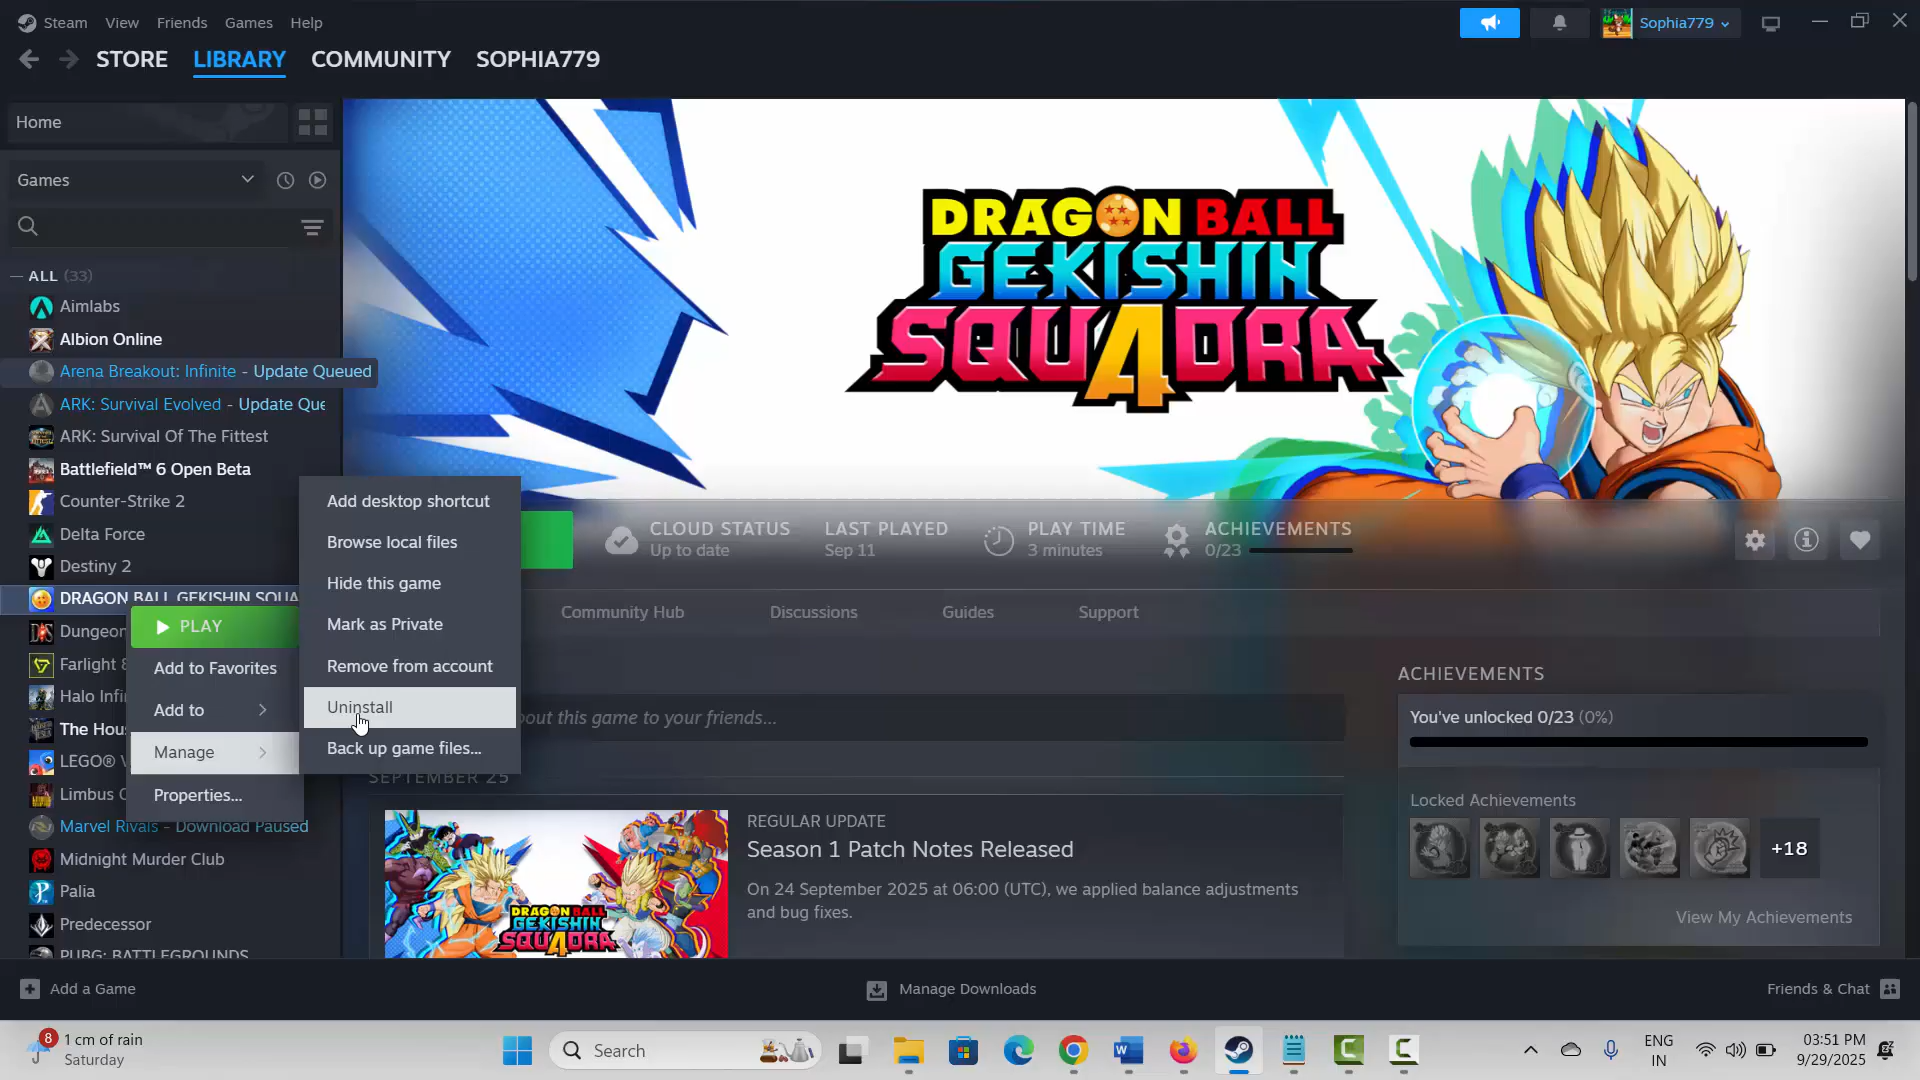 Steam View Friends Games Help
Sophia779
STORE LIBRARY COMMUNITY SOPHIA779
Home
Games
ALL (33)
Aimlabs
Albion Online
Arena Breakout: Infinite - Update Queued
ARK: Survival Evolved - Update Que
ARK: Survival Of The Fittest
Battlefield™ 6 Open Beta
Counter-Strike 2
Delta Force
Destiny 2
DRAGON BALL GEKISHIN SQUA
Dungeon
Farlight 8
Halo Infi
The Hou
LEGO® V
Limbus C
Marvel Rivals - Download Paused
Midnight Murder Club
Palia
Predecessor
PUBG: BATTLEGROUNDS
PLAY
Add to Favorites
Add to
Manage
Properties...
Add desktop shortcut
Browse local files
Hide this game
Mark as Private
Remove from account
Uninstall
Back up game files...
DRAGON BALL
GEKISHIN
SQUADRA
CLOUD STATUS
Up to date
LAST PLAYED
Sep 11
PLAY TIME
3 minutes
ACHIEVEMENTS
0/23
Community Hub Discussions Guides Support
out this game to your friends...
SEPTEMBER 25
DRAGON BALL
GEKISHIN
SQUADRA
REGULAR UPDATE
Season 1 Patch Notes Released
On 24 September 2025 at 06:00 (UTC), we applied balance adjustments
and bug fixes.
ACHIEVEMENTS
You've unlocked 0/23 (0%)
Locked Achievements
+18
View My Achievements
Add a Game
Manage Downloads
Friends & Chat
8
1 cm of rain
Saturday
Search
ENG
IN
03:51 PM
9/29/2025